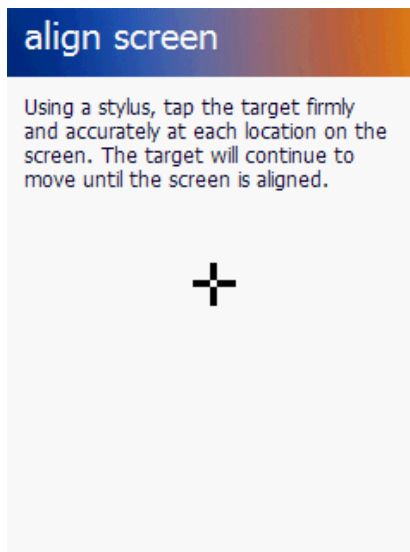 align screen
Using a stylus, tap the target firmly
and accurately at each location on the
screen. The target will continue to
move until the screen is aligned.